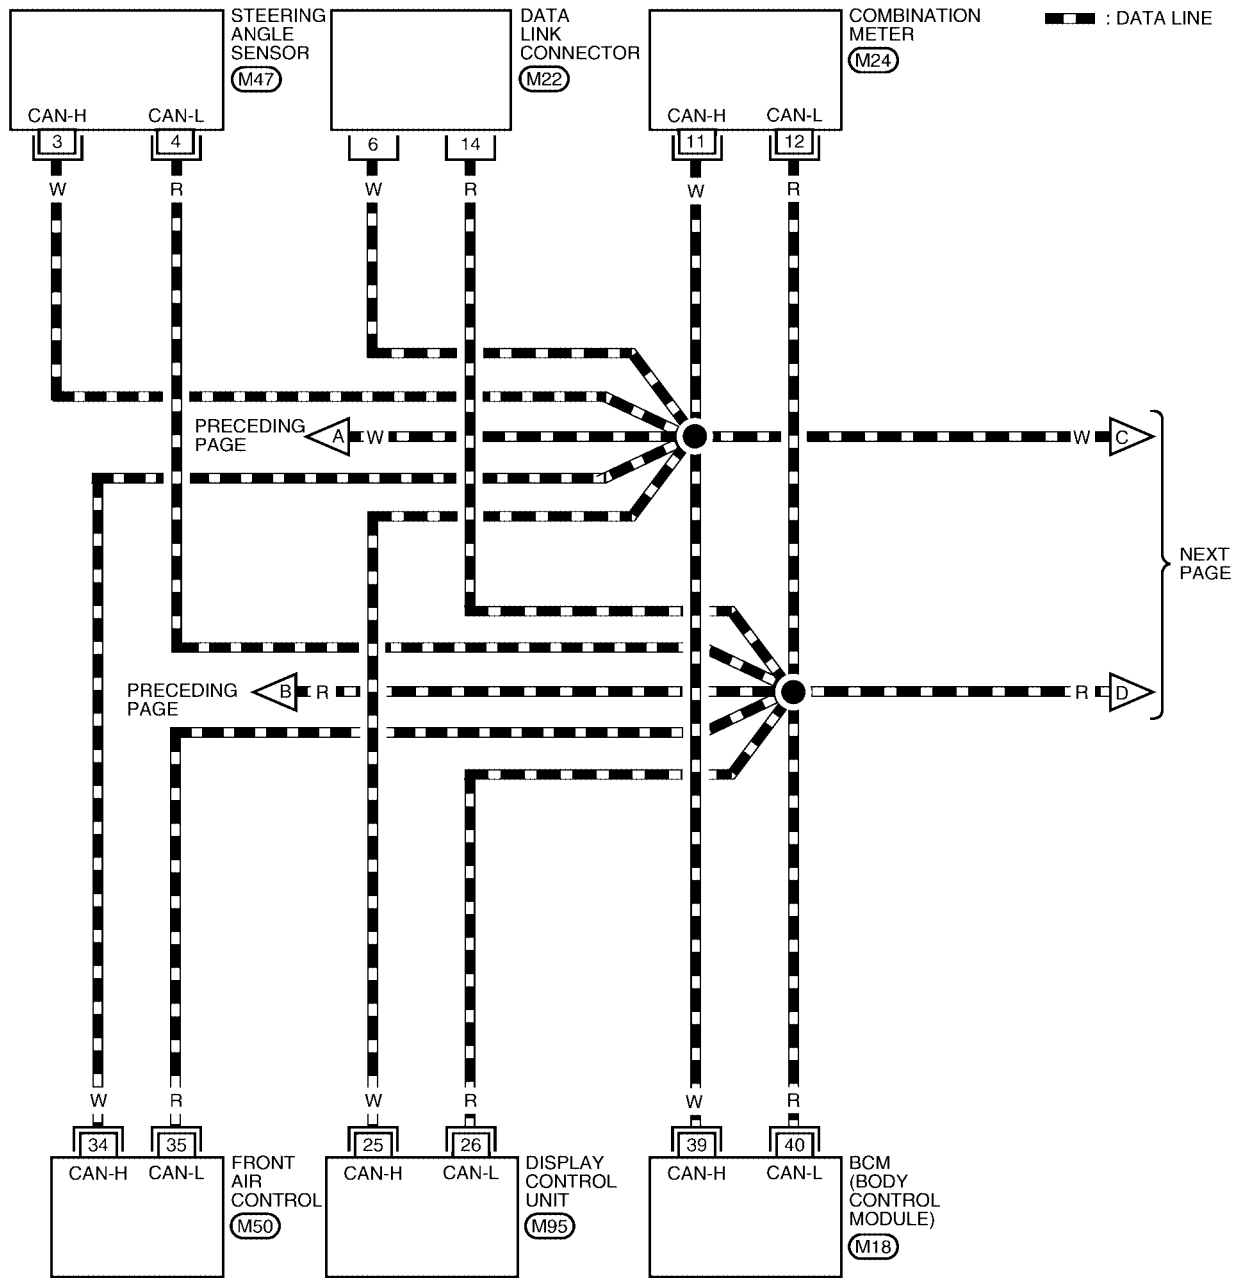 STEERING
ANGLE
SENSOR
M47
DATA
LINK
CONNECTOR
M22
COMBINATION
METER
M24
: DATA LINE
CAN-H CAN-L
CAN-H CAN-L
3 4 6 14 11 12
W R W R W R
PRECEDING
PAGE
A W
W C
NEXT
PAGE
PRECEDING
PAGE
B R
R D
W R W R W R
34 35 25 26 39 40
CAN-H CAN-L
CAN-H CAN-L
CAN-H CAN-L
FRONT
AIR
CONTROL
M50
DISPLAY
CONTROL
UNIT
M95
BCM
(BODY
CONTROL
MODULE)
M18